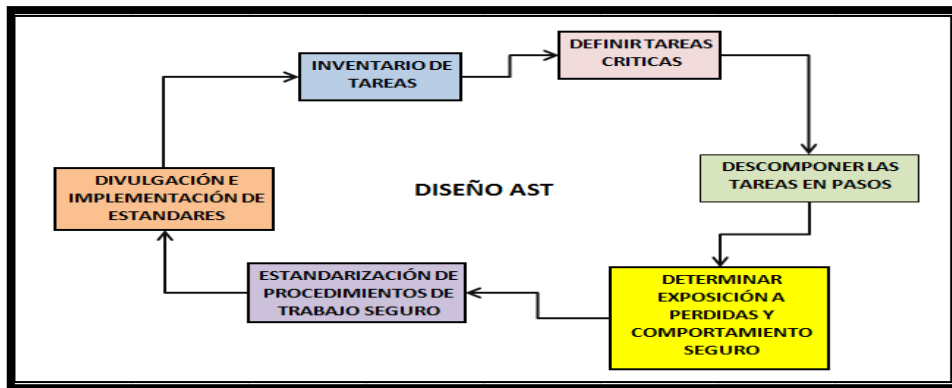 INVENTARIO DE
TAREAS
DEFINIR TAREAS
CRITICAS
DESCOMPONER LAS
TAREAS EN PASOS
DETERMINAR
EXPOSICIÓN A
PERDIDAS Y
COMPORTAMIENTO
SEGURO
ESTANDARIZACIÓN DE
PROCEDIMIENTOS DE
TRABAJO SEGURO
DIVULGACIÓN E
IMPLEMENTACIÓN DE
ESTANDARES
DISEÑO AST